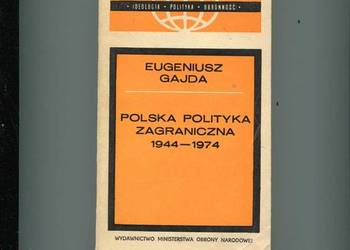 · IDEOLOGIA · POLITYKA · OBRONNOŚĆ ·
EUGENIUSZ
GAJDA
POLSKA POLITYKA
ZAGRANICZNA
1944—1974
WYDAWNICTWO MINISTERSTWA OBRONY NARODOWEJ